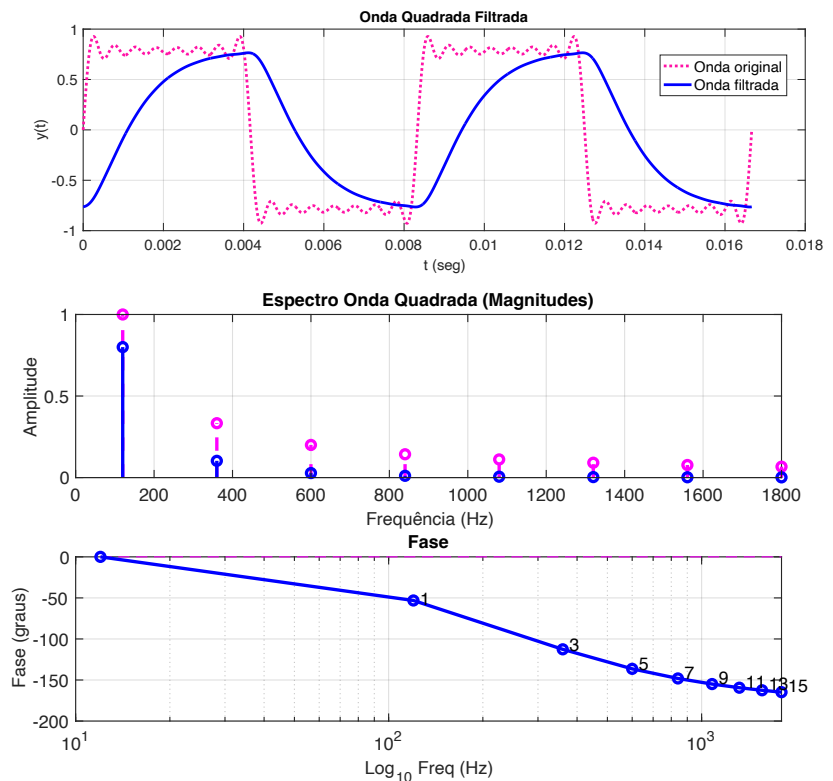 Onda Quadrada Filtrada
1
0.5
0
-0.5
-1
y(t)
Onda original
Onda filtrada
0 0.002 0.004 0.006 0.008 0.01 0.012 0.014 0.016 0.018
t (seg)
Espectro Onda Quadrada (Magnitudes)
1
0.5
0
Amplitude
0 200 400 600 800 1000 1200 1400 1600 1800
Frequência (Hz)
Fase
0
-50
-100
-150
-200
Fase (graus)
1
3
5
7
9
11
13
15
10^1 10^2 10^3
Log_10 Freq (Hz)